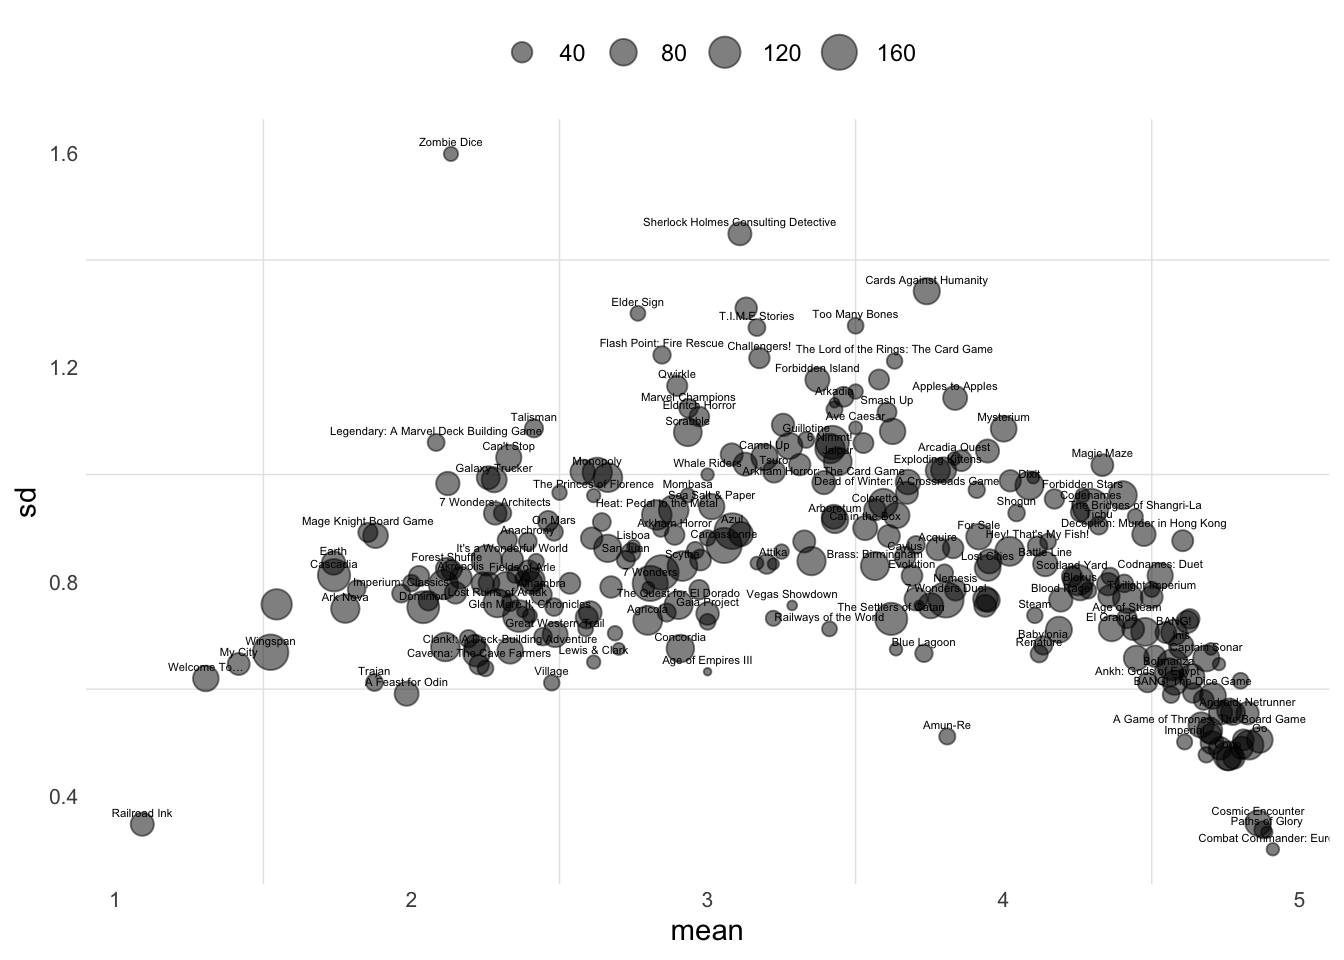 40 80 120 160
1.6
Zombie Dice
Sherlock Holmes Consulting Detective
Cards Against Humanity
Elder Sign
T.I.M.E Stories
Too Many Bones
Flash Point: Fire Rescue
Challengers!
The Lord of the Rings: The Card Game
1.2
Forbidden Island
Qwirkle
Apples to Apples
Arkadia
Marvel Champions
Smash Up
Eldritch Horror
Ave Caesar
Talisman
Scrabble
Mysterium
Legendary: A Marvel Deck Building Game
Guillotine
6 Nimmt!
Can't Stop
Camel Up
Jaipur
Arcadia Quest
Magic Maze
Monopoly
Whale Riders
Tsuro
Exploding Kittens
Galaxy Trucker
Arkham Horror: The Card Game
Dixit
The Princes of Florence
Mombasa
Dead of Winter: A Crossroads Game
Forbidden Stars
Sea Salt & Paper
Coloretto
Codenames
7 Wonders: Architects
Heat: Pedal to the Metal
Arboretum
Shogun
The Bridges of Shangri-La
Cat in the Box
Tichu
Mage Knight Board Game
On Mars
Arkham Horror
Azul
For Sale
Deception: Murder in Hong Kong
Anachrony
Lisboa
Carcassonne
Acquire
Hey! That's My Fish!
Earth
It's a Wonderful World
San Juan
Attika
Caylus
Battle Line
Cascadia
Forest Shuffle
Scythe
Brass: Birmingham
Lost Cities
Codnames: Duet
Akropolis
Fields of Arle
7 Wonders
Evolution
Scotland Yard
0.8
Imperium: Classics
Alhambra
Nemesis
Blokus
Lost Ruins of Arnak
The Quest for El Dorado
Vegas Showdown
7 Wonders Duel
Blood Rage
Twilight Imperium
Ark Nova
Dominion
Glen More II: Chronicles
Agricola
Gaia Project
The Settlers of Catan
Steam
Age of Steam
Great Western Trail
Railways of the World
El Grande
BANG!
Wingspan
Clank!: A Deck-Building Adventure
Concordia
Blue Lagoon
Babylonia
Renature
My City
Caverna: The Cave Farmers
Lewis & Clark
Captain Sonar
Welcome To…
Age of Empires III
Bohnanza
Trajan
Village
Ankh: Gods of Egypt
A Feast for Odin
BANG! The Dice Game
Android: Netrunner
A Game of Thrones: The Board Game
Amun-Re
Imperial
Go
0.4
Railroad Ink
Cosmic Encounter
Paths of Glory
Combat Commander: Eur
sd
1 2 3 4 5
mean